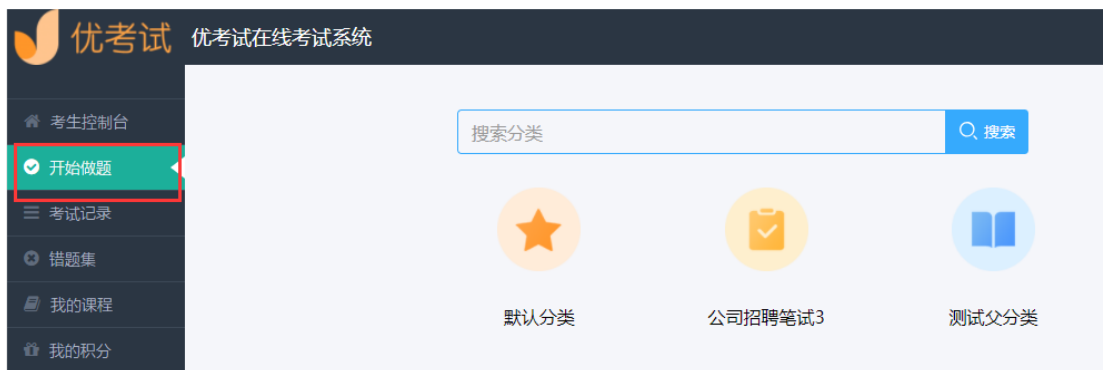 优考试 优考试在线考试系统
考生控制台
开始做题
考试记录
错题集
我的课程
我的积分
搜索分类 搜索
默认分类 公司招聘笔试3 测试父分类